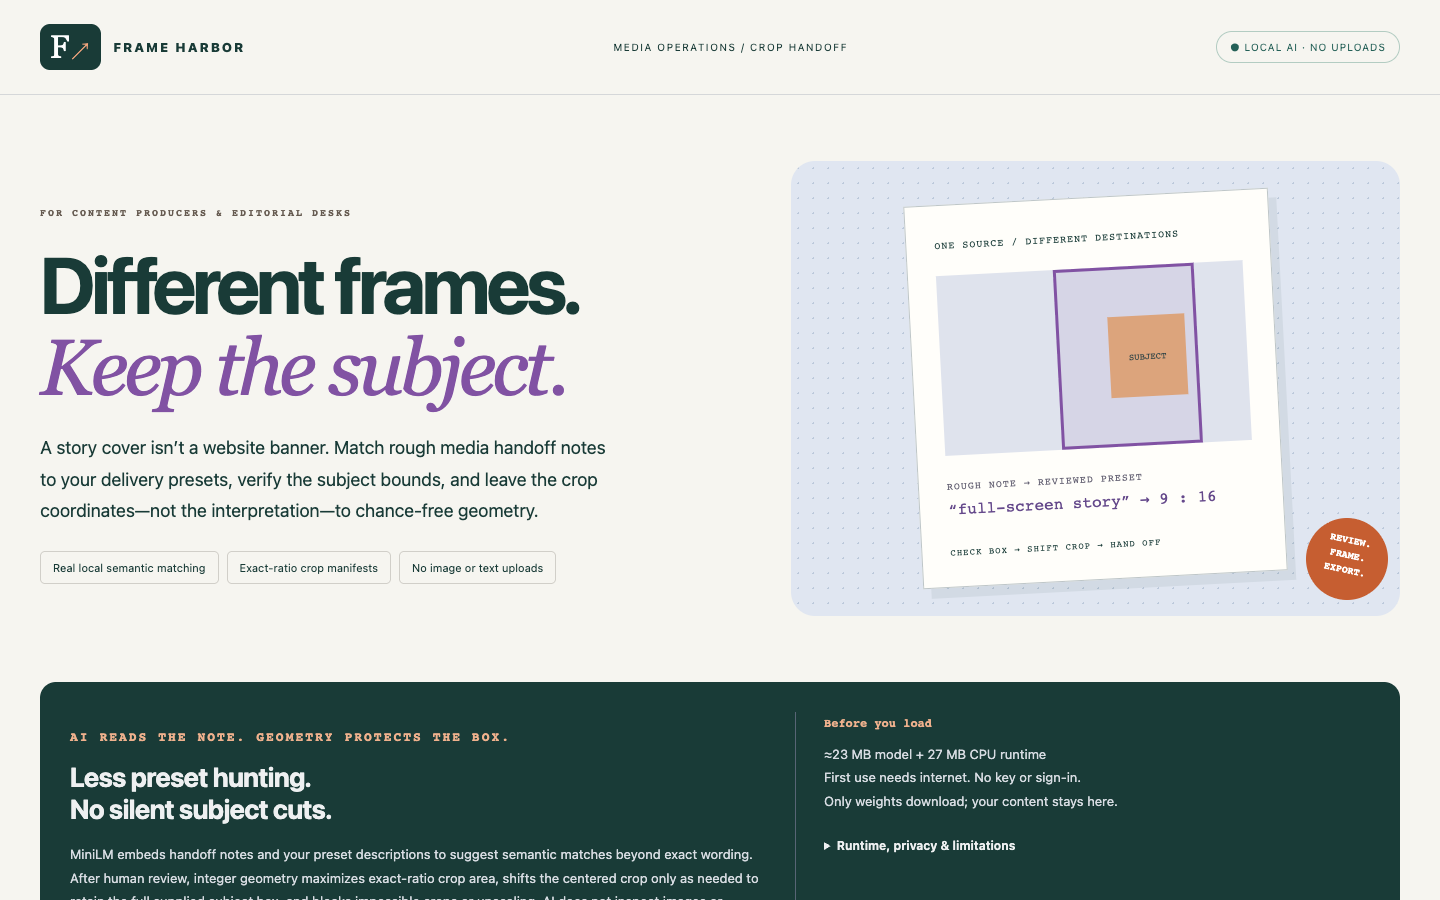 F↗ FRAME HARBOR
MEDIA OPERATIONS / CROP HANDOFF
LOCAL AI · NO UPLOADS
FOR CONTENT PRODUCERS & EDITORIAL DESKS
Different frames.
Keep the subject.
A story cover isn’t a website banner. Match rough media handoff notes
to your delivery presets, verify the subject bounds, and leave the crop
coordinates—not the interpretation—to chance-free geometry.
Real local semantic matching
Exact-ratio crop manifests
No image or text uploads
ONE SOURCE / DIFFERENT DESTINATIONS
SUBJECT
ROUGH NOTE → REVIEWED PRESET
“full-screen story” → 9 : 16
CHECK BOX → SHIFT CROP → HAND OFF
REVIEW.
FRAME.
EXPORT.
AI READS THE NOTE. GEOMETRY PROTECTS THE BOX.
Less preset hunting.
No silent subject cuts.
MiniLM embeds handoff notes and your preset descriptions to suggest semantic matches beyond exact wording.
After human review, integer geometry maximizes exact-ratio crop area, shifts the centered crop only as needed to
Before you load
≈23 MB model + 27 MB CPU runtime
First use needs internet. No key or sign-in.
Only weights download; your content stays here.
Runtime, privacy & limitations